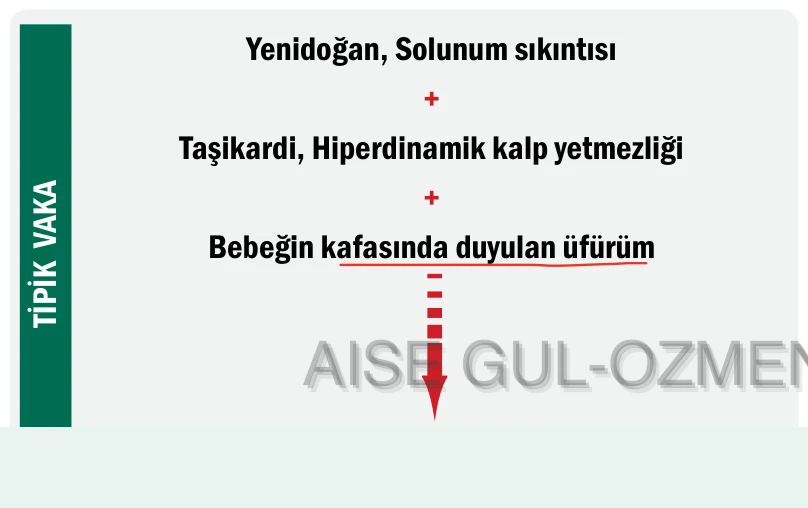 TİPİK VAKA
Yenidoğan, Solunum sıkıntısı
+
Taşikardi, Hiperdinamik kalp yetmezliği
+
Bebeğin kafasında duyulan üfürüm
AISE GUL-OZMEN